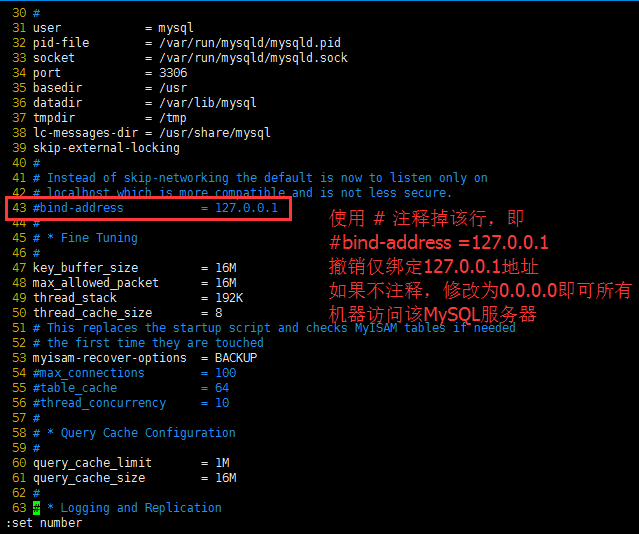 30 #
31 user = mysql
32 pid-file = /var/run/mysqld/mysqld.pid
33 socket = /var/run/mysqld/mysqld.sock
34 port = 3306
35 basedir = /usr
36 datadir = /var/lib/mysql
37 tmpdir = /tmp
38 lc-messages-dir = /usr/share/mysql
39 skip-external-locking
40 #
41 # Instead of skip-networking the default is now to listen only on
42 # localhost which is more compatible and is not less secure.
43 #bind-address = 127.0.0.1
44 #
45 # * Fine Tuning
46 #
47 key_buffer_size = 16M
48 max_allowed_packet = 16M
49 thread_stack = 192K
50 thread_cache_size = 8
51 # This replaces the startup script and checks MyISAM tables if needed
52 # the first time they are touched
53 myisam-recover-options = BACKUP
54 #max_connections = 100
55 #table_cache = 64
56 #thread_concurrency = 10
57 #
58 # * Query Cache Configuration
59 #
60 query_cache_limit = 1M
61 query_cache_size = 16M
62 #
63 # * Logging and Replication
:set number
使用 # 注释掉该行，即
#bind-address =127.0.0.1
撤销仅绑定127.0.0.1地址
如果不注释，修改为0.0.0.0即可所有
机器访问该MySQL服务器